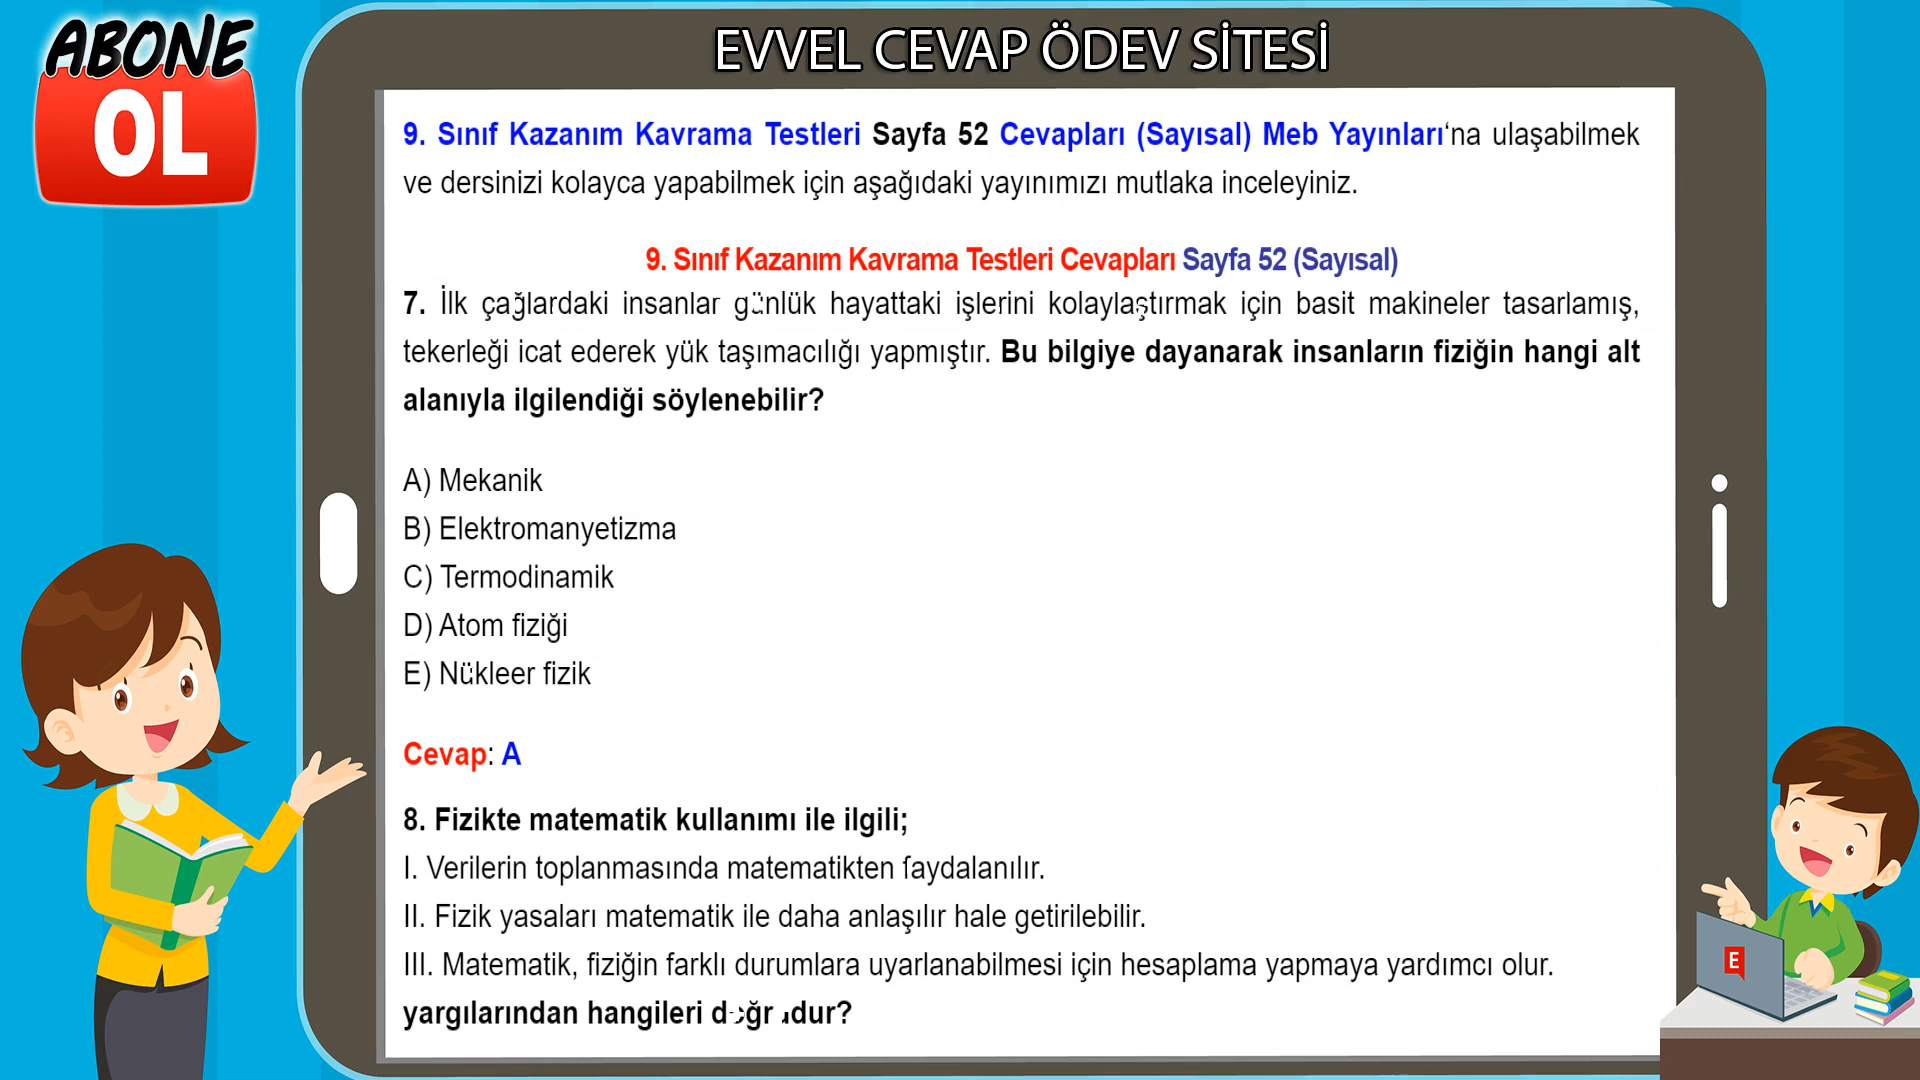 ABONE
OL
EVVEL CEVAP ÖDEV SİTESİ
9. Sınıf Kazanım Kavrama Testleri Sayfa 52 Cevapları (Sayısal) Meb Yayınları‘na ulaşabilmek
ve dersinizi kolayca yapabilmek için aşağıdaki yayınımızı mutlaka inceleyiniz.
9. Sınıf Kazanım Kavrama Testleri Cevapları Sayfa 52 (Sayısal)
7. İlk çağlardaki insanlar günlük hayattaki işlerini kolaylaştırmak için basit makineler tasarlamış,
tekerleği icat ederek yük taşımacılığı yapmıştır. Bu bilgiye dayanarak insanların fiziğin hangi alt
alanıyla ilgilendiği söylenebilir?
A) Mekanik
B) Elektromanyetizma
C) Termodinamik
D) Atom fiziği
E) Nükleer fizik
Cevap: A
8. Fizikte matematik kullanımı ile ilgili;
I. Verilerin toplanmasında matematikten faydalanılır.
II. Fizik yasaları matematik ile daha anlaşılır hale getirilebilir.
III. Matematik, fiziğin farklı durumlara uyarlanabilmesi için hesaplama yapmaya yardımcı olur.
yargılarından hangileri doğrudur?
E